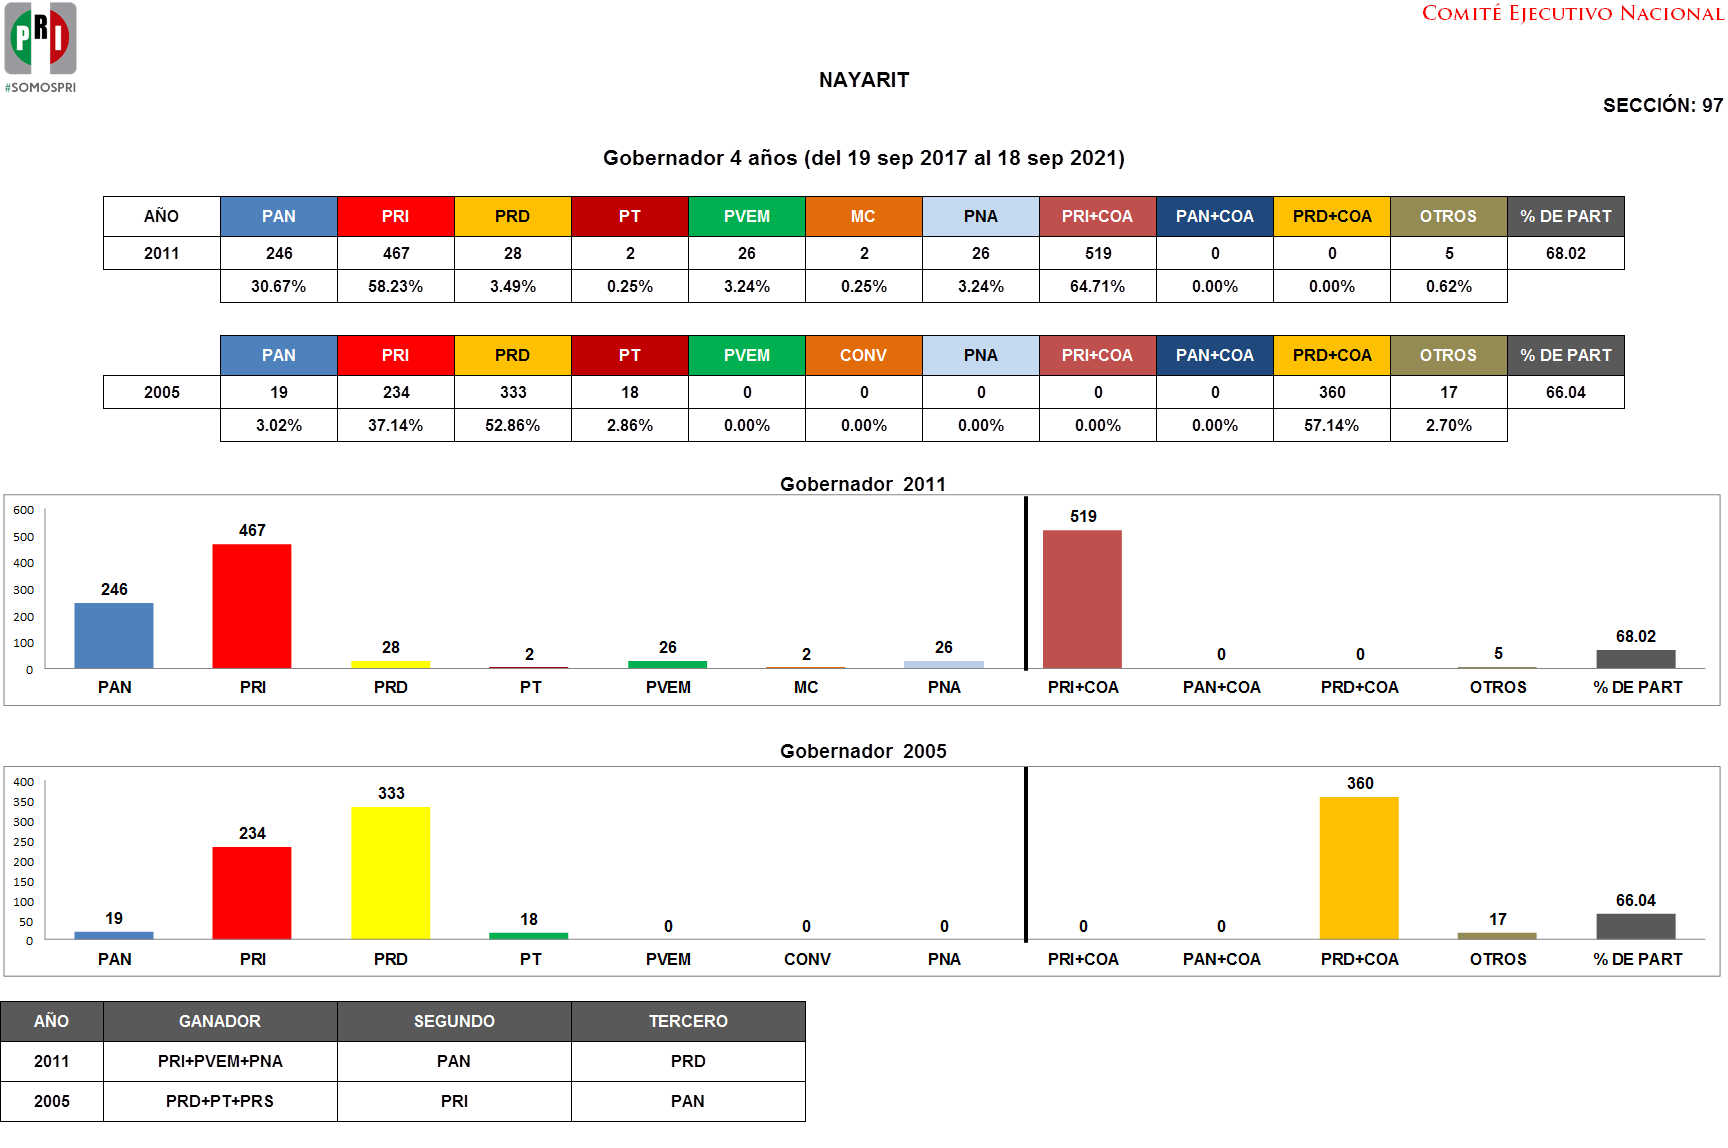 PRI
#SOMOSPRI
COMITÉ EJECUTIVO NACIONAL
NAYARIT
SECCIÓN: 97
Gobernador 4 años (del 19 sep 2017 al 18 sep 2021)
AÑO PAN PRI PRD PT PVEM MC PNA PRI+COA PAN+COA PRD+COA OTROS % DE PART
2011 246 467 28 2 26 2 26 519 0 0 5 68.02
30.67% 58.23% 3.49% 0.25% 3.24% 0.25% 3.24% 64.71% 0.00% 0.00% 0.62%
PAN PRI PRD PT PVEM CONV PNA PRI+COA PAN+COA PRD+COA OTROS % DE PART
2005 19 234 333 18 0 0 0 0 0 360 17 66.04
3.02% 37.14% 52.86% 2.86% 0.00% 0.00% 0.00% 0.00% 0.00% 57.14% 2.70%
Gobernador 2011
600
500
400
300
200
100
0
246 467 28 2 26 2 26 519 0 0 5 68.02
PAN PRI PRD PT PVEM MC PNA PRI+COA PAN+COA PRD+COA OTROS % DE PART
Gobernador 2005
400
350
300
250
200
150
100
50
0
19 234 333 18 0 0 0 0 0 360 17 66.04
PAN PRI PRD PT PVEM CONV PNA PRI+COA PAN+COA PRD+COA OTROS % DE PART
AÑO GANADOR SEGUNDO TERCERO
2011 PRI+PVEM+PNA PAN PRD
2005 PRD+PT+PRS PRI PAN